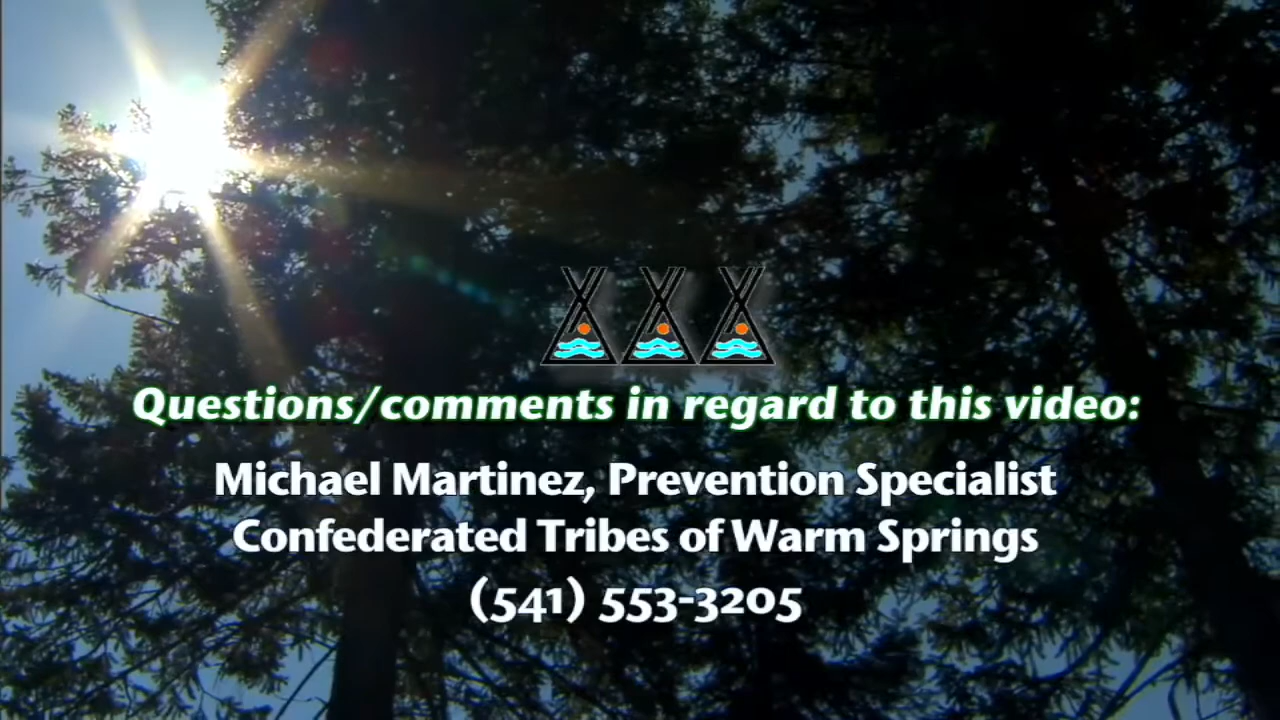 Questions/comments in regard to this video:
Michael Martinez, Prevention Specialist
Confederated Tribes of Warm Springs
(541) 553-3205